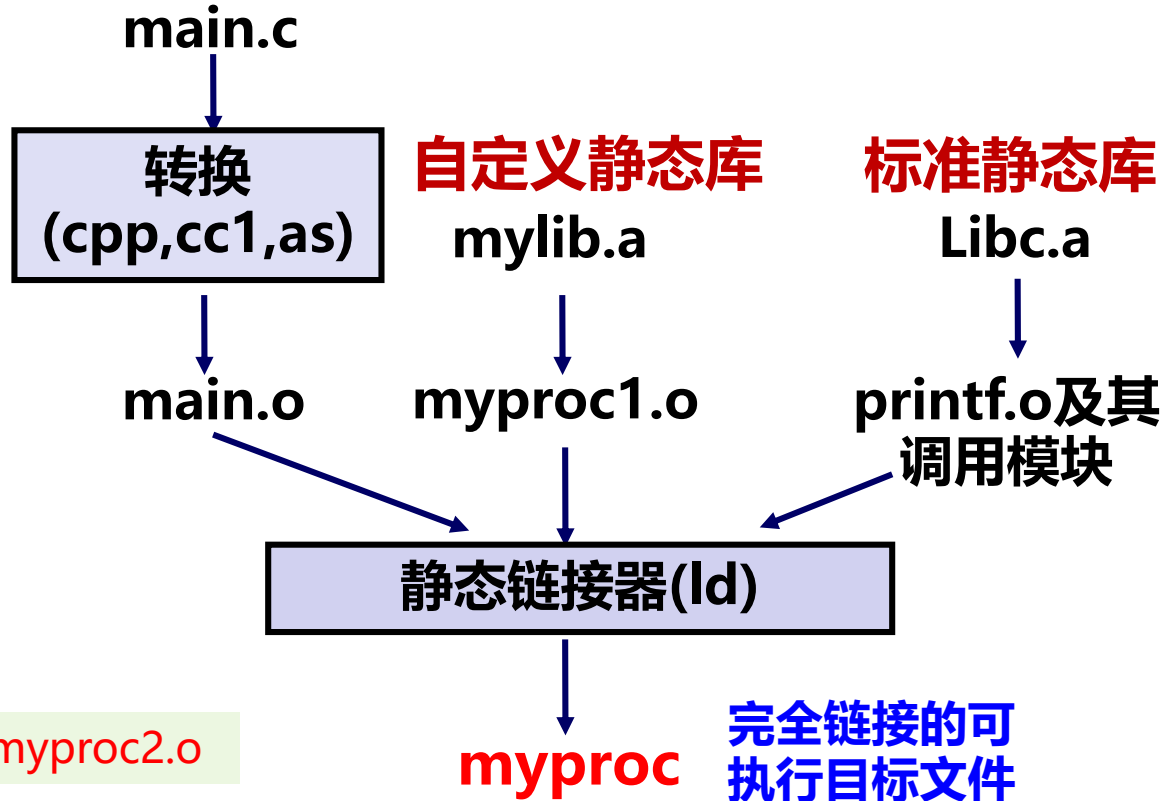 main.c
转换
(cpp,cc1,as)
自定义静态库
mylib.a
标准静态库
Libc.a
main.o
myproc1.o
printf.o及其
调用模块
静态链接器(ld)
myproc2.o
myproc
完全链接的可
执行目标文件